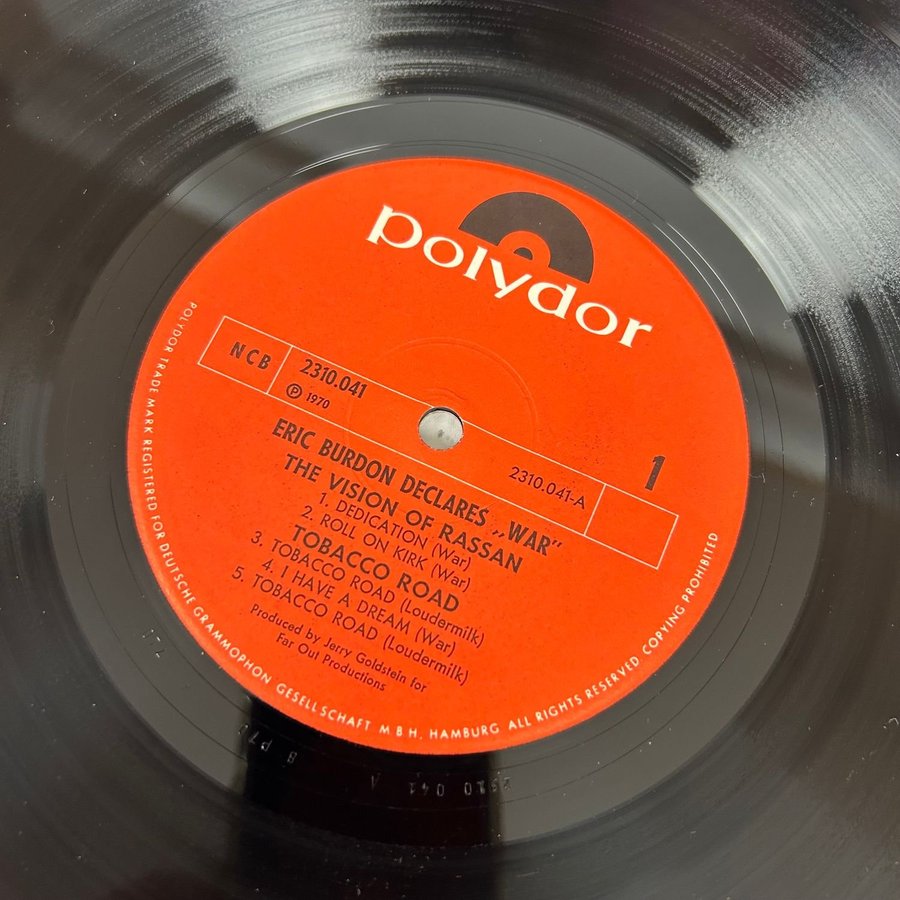 polydor
NCB
2310.041
Ⓟ 1970
2310.041-A
1
ERIC BURDON DECLARES „WAR"
THE VISION OF RASSAN
1. DEDICATION (War)
2. ROLL ON KIRK (War)
TOBACCO ROAD
3. TOBACCO ROAD (Loudermilk)
4. I HAVE A DREAM (War)
5. TOBACCO ROAD (Loudermilk)
Produced by Jerry Goldstein for
Far Out Productions
POLYDOR TRADE MARK REGISTERED FOR DEUTSCHE GRAMMOPHON GESELLSCHAFT M.B.H. HAMBURG ALL RIGHTS RESERVED COPYING PROHIBITED
2310 041 A